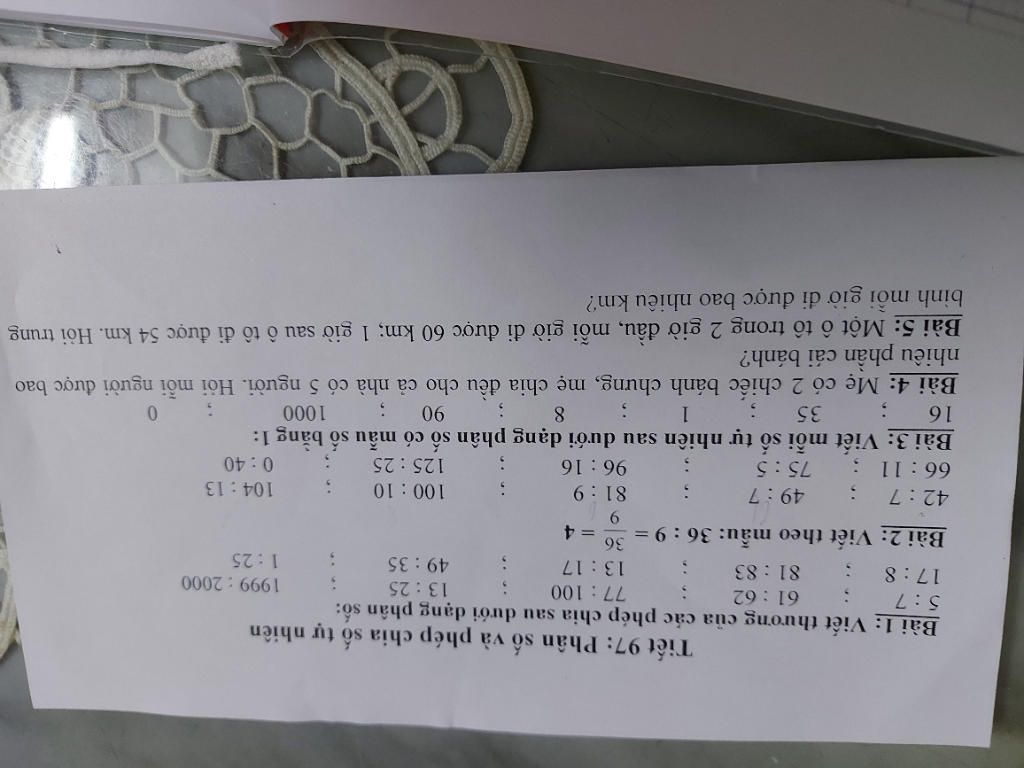 Tiết 97: Phân số và phép chia số tự nhiên
Bài 1: Viết thương của các phép chia sau dưới dạng phân số:
5 : 7 ; 61 : 62 ; 77 : 100 ; 13 : 25 ; 1999 : 2000
17 : 8 ; 81 : 83 ; 13 : 17 ; 49 : 35 ; 1 : 25
Bài 2: Viết theo mẫu: 36 : 9 = 36/9 = 4
42 : 7 ; 49 : 7 ; 81 : 9 ; 100 : 10 ; 104 : 13
66 : 11 ; 75 : 5 ; 96 : 16 ; 125 : 25 ; 0 : 40
Bài 3: Viết mỗi số tự nhiên sau dưới dạng phân số có mẫu số bằng 1:
16 ; 35 ; 1 ; 8 ; 90 ; 1000 ; 0
Bài 4: Mẹ có 2 chiếc bánh chưng, mẹ chia đều cho cả nhà có 5 người. Hỏi mỗi người được bao
nhiêu phần cái bánh?
Bài 5: Một ô tô trong 2 giờ đầu, mỗi giờ đi được 60 km; 1 giờ sau ô tô đi được 54 km. Hỏi trung
bình mỗi giờ đi được bao nhiêu km?